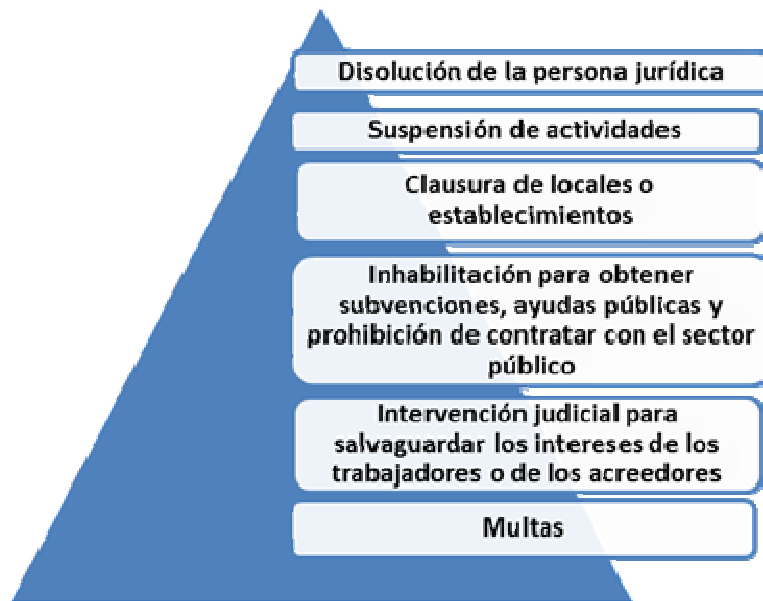 Disolución de la persona jurídica
Suspensión de actividades
Clausura de locales o
establecimientos
Inhabilitación para obtener
subvenciones, ayudas públicas y
prohibición de contratar con el sector
público
Intervención judicial para
salvaguardar los intereses de los
trabajadores o de los acreedores
Multas